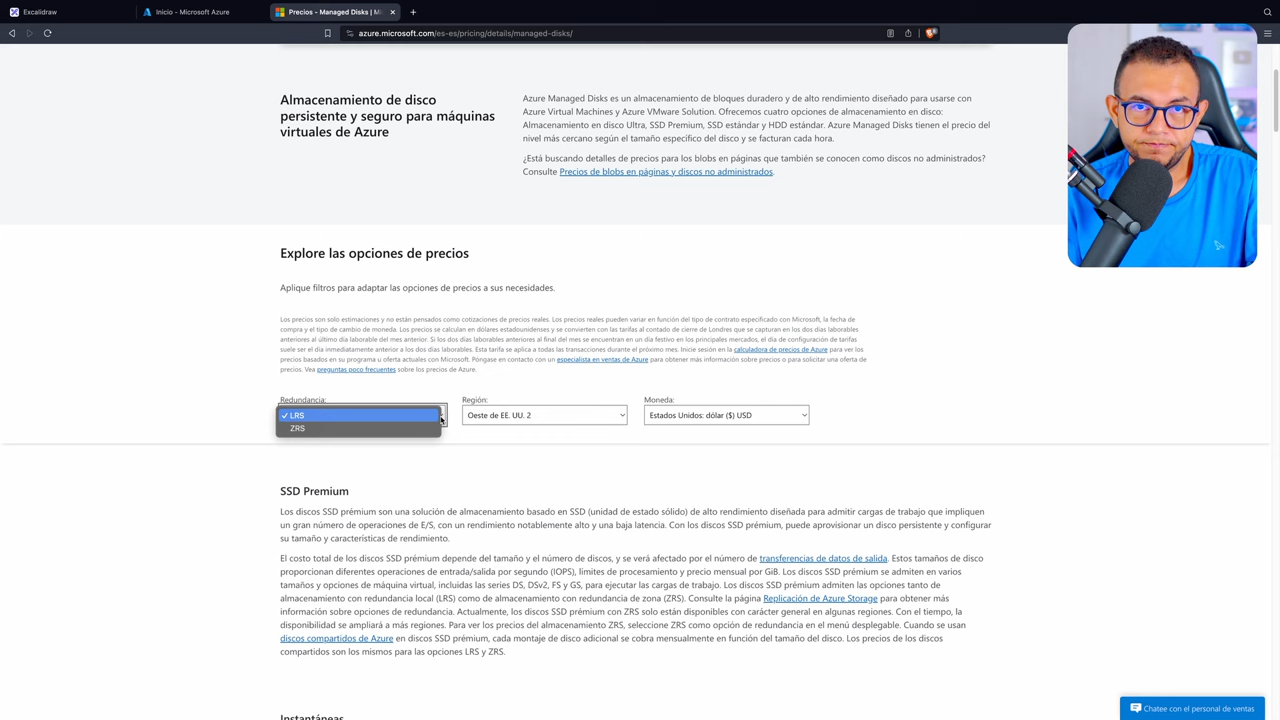 Excalidraw
Inicio - Microsoft Azure
Precios - Managed Disks | Mi
azure.microsoft.com/es-es/pricing/details/managed-disks/
Almacenamiento de disco
persistente y seguro para máquinas
virtuales de Azure
Azure Managed Disks es un almacenamiento de bloques duradero y de alto rendimiento diseñado para usarse con
Azure Virtual Machines y Azure VMware Solution. Ofrecemos cuatro opciones de almacenamiento en disco:
Almacenamiento en disco Ultra, SSD Premium, SSD estándar y HDD estándar. Azure Managed Disks tienen el precio del
nivel más cercano según el tamaño específico del disco y se facturan cada hora.
¿Está buscando detalles de precios para los blobs en páginas que también se conocen como discos no administrados?
Consulte Precios de blobs en páginas y discos no administrados.
Explore las opciones de precios
Aplique filtros para adaptar las opciones de precios a sus necesidades.
Los precios son solo estimaciones y no están pensados como cotizaciones de precios reales. Los precios reales pueden variar en función del tipo de contrato especificado con Microsoft, la fecha de
compra y el tipo de cambio de moneda. Los precios se calculan en dólares estadounidenses y se convierten con las tarifas al contado de cierre de Londres que se capturan en los dos días laborables
anteriores al último día laborable del mes anterior. Si los dos días laborables anteriores al final del mes se encuentran en un día festivo en los principales mercados, el día de configuración de tarifas
suele ser el día inmediatamente anterior a los dos días laborables. Esta tarifa se aplica a todas las transacciones durante el próximo mes. Inicie sesión en la calculadora de precios de Azure para ver los
precios basados en su programa u oferta actuales con Microsoft. Póngase en contacto con un especialista en ventas de Azure para obtener más información sobre precios o para solicitar una oferta de
precios. Vea preguntas poco frecuentes sobre los precios de Azure.
Redundancia: Región: Moneda:
✓ LRS Oeste de EE. UU. 2 Estados Unidos: dólar ($) USD
ZRS
SSD Premium
Los discos SSD prémium son una solución de almacenamiento basado en SSD (unidad de estado sólido) de alto rendimiento diseñada para admitir cargas de trabajo que impliquen
un gran número de operaciones de E/S, con un rendimiento notablemente alto y una baja latencia. Con los discos SSD prémium, puede aprovisionar un disco persistente y configurar
su tamaño y características de rendimiento.
El costo total de los discos SSD prémium depende del tamaño y el número de discos, y se verá afectado por el número de transferencias de datos de salida. Estos tamaños de disco
proporcionan diferentes operaciones de entrada/salida por segundo (IOPS), límites de procesamiento y precio mensual por GiB. Los discos SSD prémium se admiten en varios
tamaños y opciones de máquina virtual, incluidas las series DS, DSv2, FS y GS, para ejecutar las cargas de trabajo. Los discos SSD prémium admiten las opciones tanto de
almacenamiento con redundancia local (LRS) como de almacenamiento con redundancia de zona (ZRS). Consulte la página Replicación de Azure Storage para obtener más
información sobre opciones de redundancia. Actualmente, los discos SSD prémium con ZRS solo están disponibles con carácter general en algunas regiones. Con el tiempo, la
disponibilidad se ampliará a más regiones. Para ver los precios del almacenamiento ZRS, seleccione ZRS como opción de redundancia en el menú desplegable. Cuando se usan
discos compartidos de Azure en discos SSD prémium, cada montaje de disco adicional se cobra mensualmente en función del tamaño del disco. Los precios de los discos
compartidos son los mismos para las opciones LRS y ZRS.
Instantáneas
Chatee con el personal de ventas